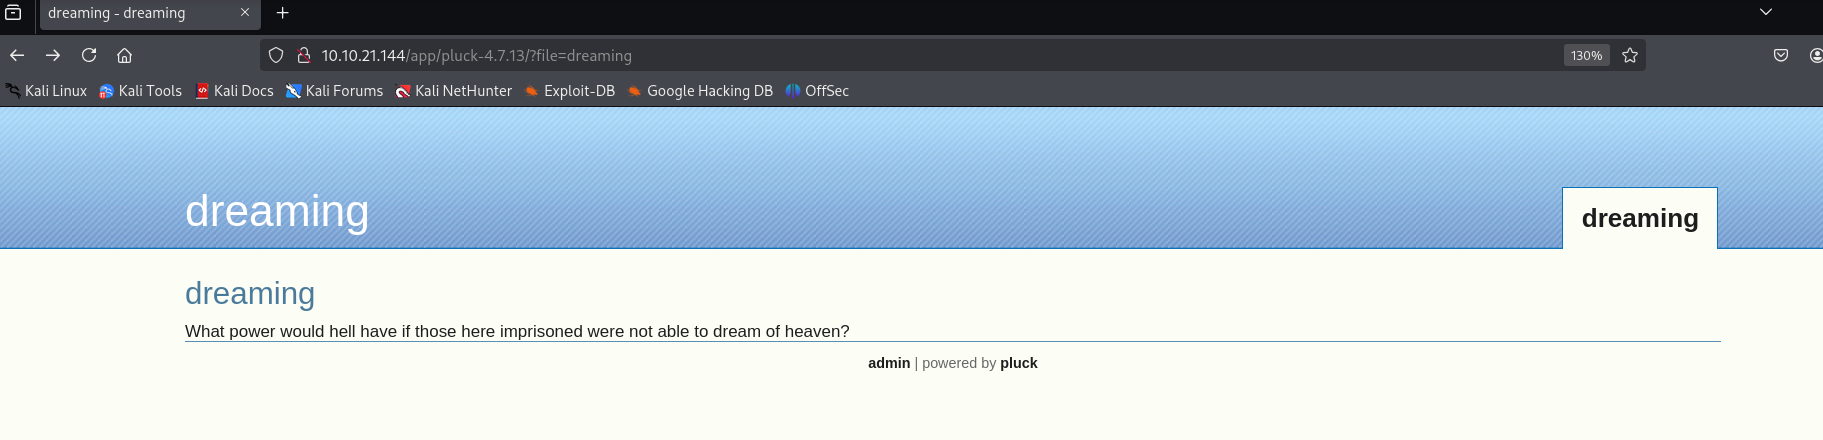 dreaming - dreaming
10.10.21.144/app/pluck-4.7.13/?file=dreaming
130%
Kali Linux Kali Tools Kali Docs Kali Forums Kali NetHunter Exploit-DB Google Hacking DB OffSec
dreaming
dreaming
dreaming
What power would hell have if those here imprisoned were not able to dream of heaven?
admin | powered by pluck